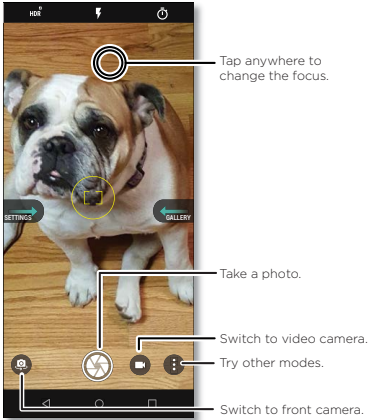 HDR
Tap anywhere to
change the focus.
SETTINGS
GALLERY
Take a photo.
Switch to video camera.
Try other modes.
Switch to front camera.